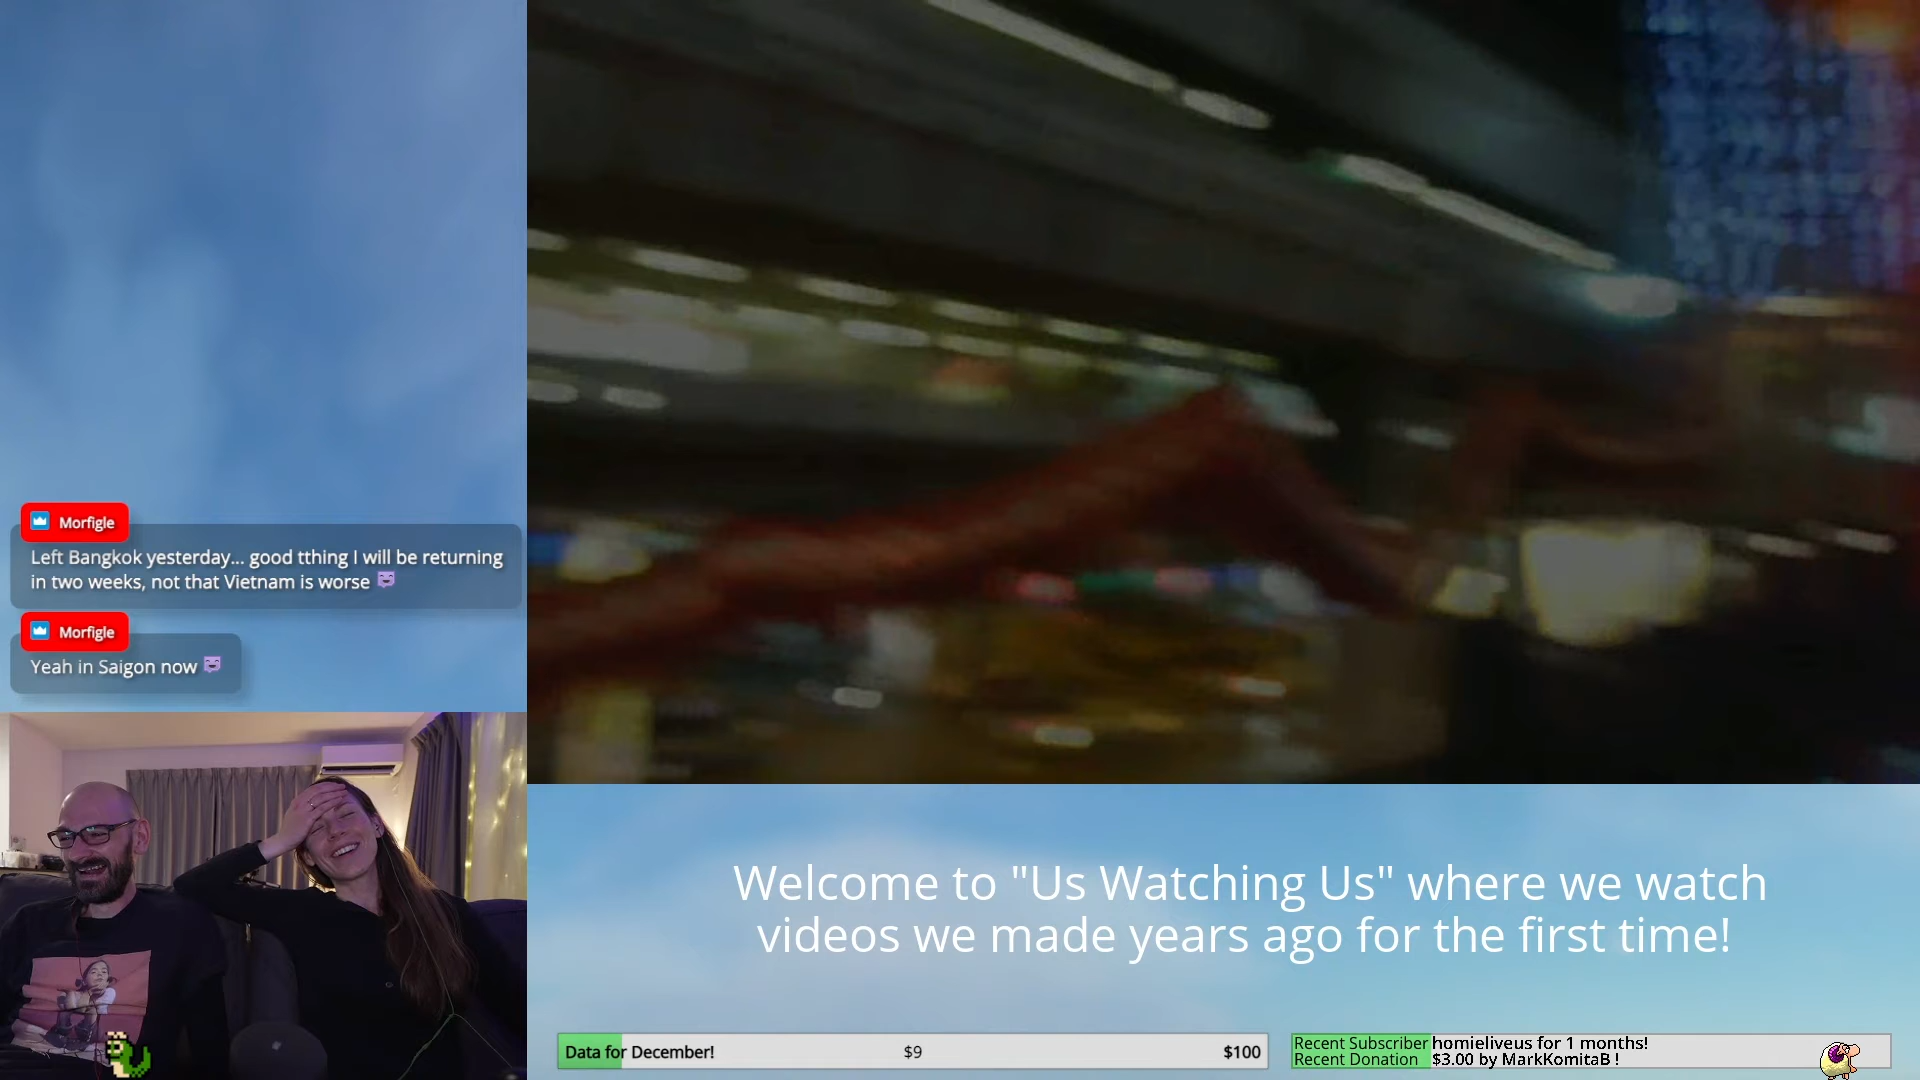 Morfigle
Left Bangkok yesterday... good tthing I will be returning
in two weeks, not that Vietnam is worse
Morfigle
Yeah in Saigon now
Welcome to "Us Watching Us" where we watch
videos we made years ago for the first time!
Data for December!
$9
$100
Recent Subscriber homieliveus for 1 months!
Recent Donation $3.00 by MarkKomitaB !